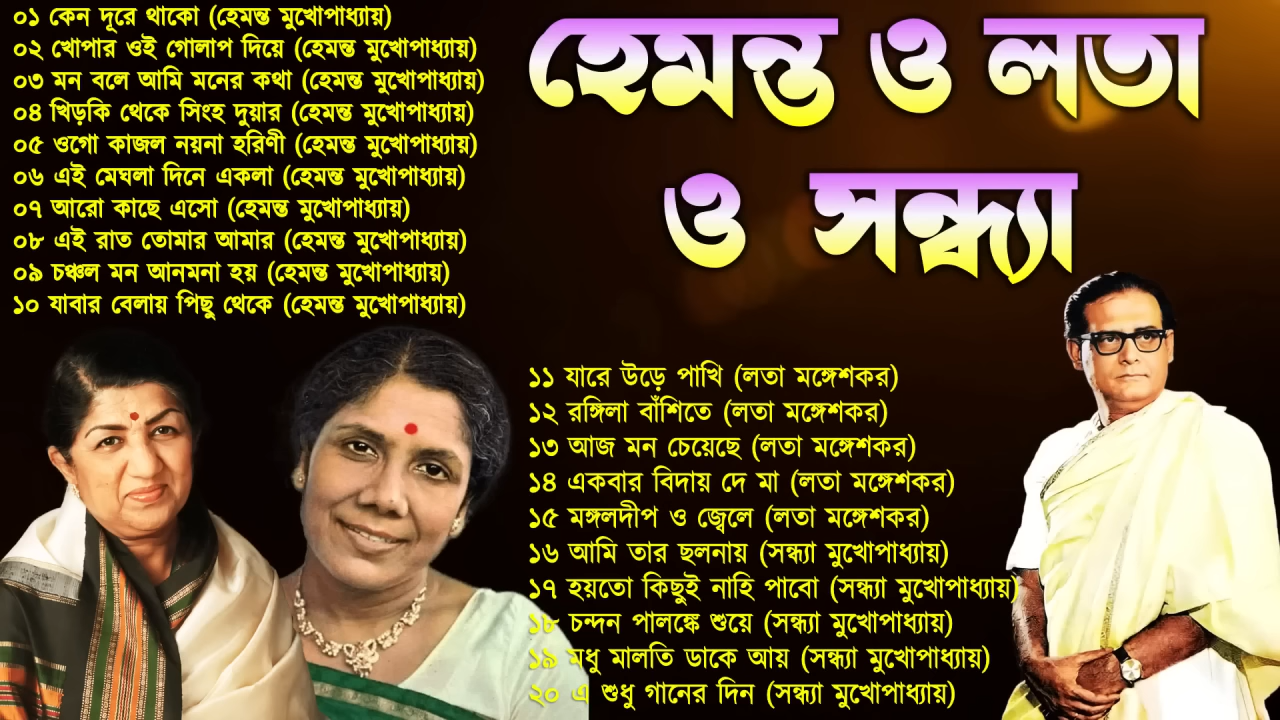 ০১ কেন দূরে থাকো (হেমন্ত মুখোপাধ্যায়)
০২ খোপার ওই গোলাপ দিয়ে (হেমন্ত মুখোপাধ্যায়)
০৩ মন বলে আমি মনের কথা (হেমন্ত মুখোপাধ্যায়)
০৪ খিড়কি থেকে সিংহ দুয়ার (হেমন্ত মুখোপাধ্যায়)
০৫ ওগো কাজল নয়না হরিণী (হেমন্ত মুখোপাধ্যায়)
০৬ এই মেঘলা দিনে একলা (হেমন্ত মুখোপাধ্যায়)
০৭ আরো কাছে এসো (হেমন্ত মুখোপাধ্যায়)
০৮ এই রাত তোমার আমার (হেমন্ত মুখোপাধ্যায়)
০৯ চঞ্চল মন আনমনা হয় (হেমন্ত মুখোপাধ্যায়)
১০ যাবার বেলায় পিছু থেকে (হেমন্ত মুখোপাধ্যায়)
হেমন্ত ও লতা
ও সন্ধ্যা
১১ যারে উড়ে পাখি (লতা মঙ্গেশকর)
১২ রঙ্গিলা বাঁশিতে (লতা মঙ্গেশকর)
১৩ আজ মন চেয়েছে (লতা মঙ্গেশকর)
১৪ একবার বিদায় দে মা (লতা মঙ্গেশকর)
১৫ মঙ্গলদীপ ও জ্বেলে (লতা মঙ্গেশকর)
১৬ আমি তার ছলনায় (সন্ধ্যা মুখোপাধ্যায়)
১৭ হয়তো কিছুই নাহি পাবো (সন্ধ্যা মুখোপাধ্যায়)
১৮ চন্দন পালঙ্কে শুয়ে (সন্ধ্যা মুখোপাধ্যায়)
১৯ মধু মালতি ডাকে আয় (সন্ধ্যা মুখোপাধ্যায়)
২০ এ শুধু গানের দিন (সন্ধ্যা মুখোপাধ্যায়)